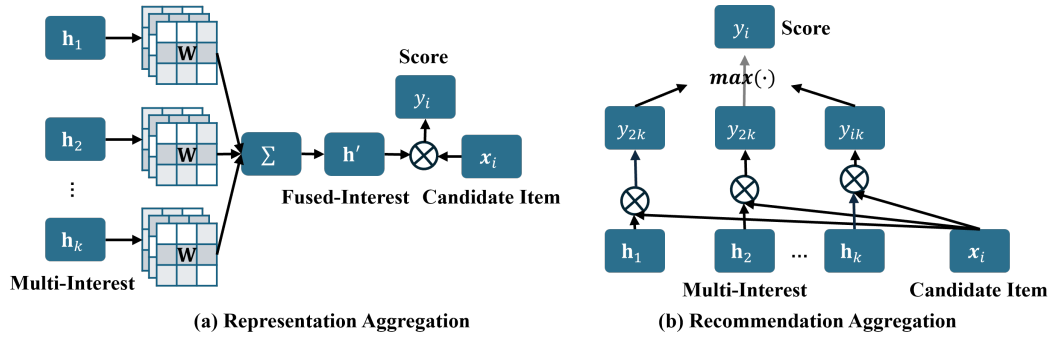 h₁
W
h₂
W
⋮
hₖ
W
Multi-Interest
Σ
h′
Fused-Interest
Score
yᵢ
xᵢ
Candidate Item
(a) Representation Aggregation
yᵢ
Score
max(·)
y₂ₖ
y₂ₖ
yᵢₖ
h₁
h₂
...
hₖ
xᵢ
Multi-Interest
Candidate Item
(b) Recommendation Aggregation